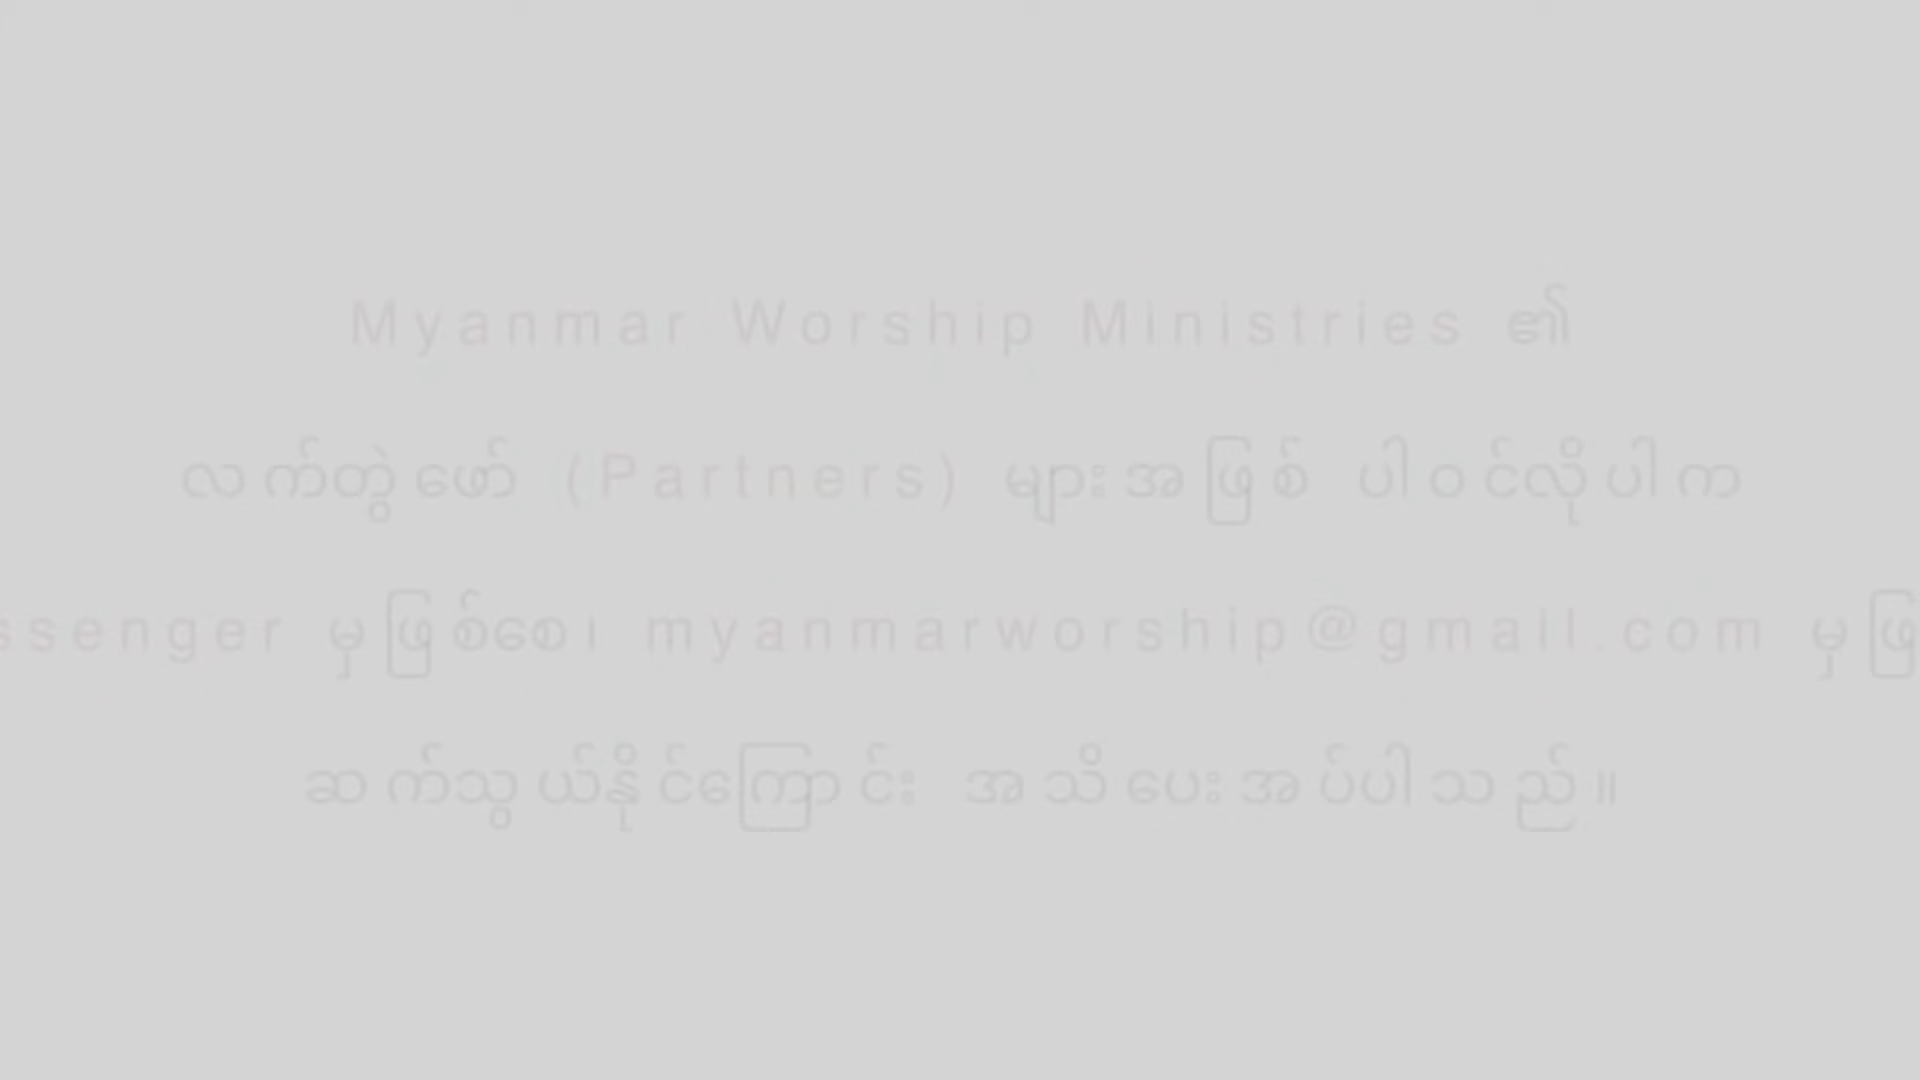 Myanmar Worship Ministries ၏
လက်တွဲဖော် (Partners) များအဖြစ် ပါဝင်လိုပါက
ssenger မှဖြစ်စေ၊ myanmarworship@gmail.com မှဖြ
ဆက်သွယ်နိုင်ကြောင်း အသိပေးအပ်ပါသည်။